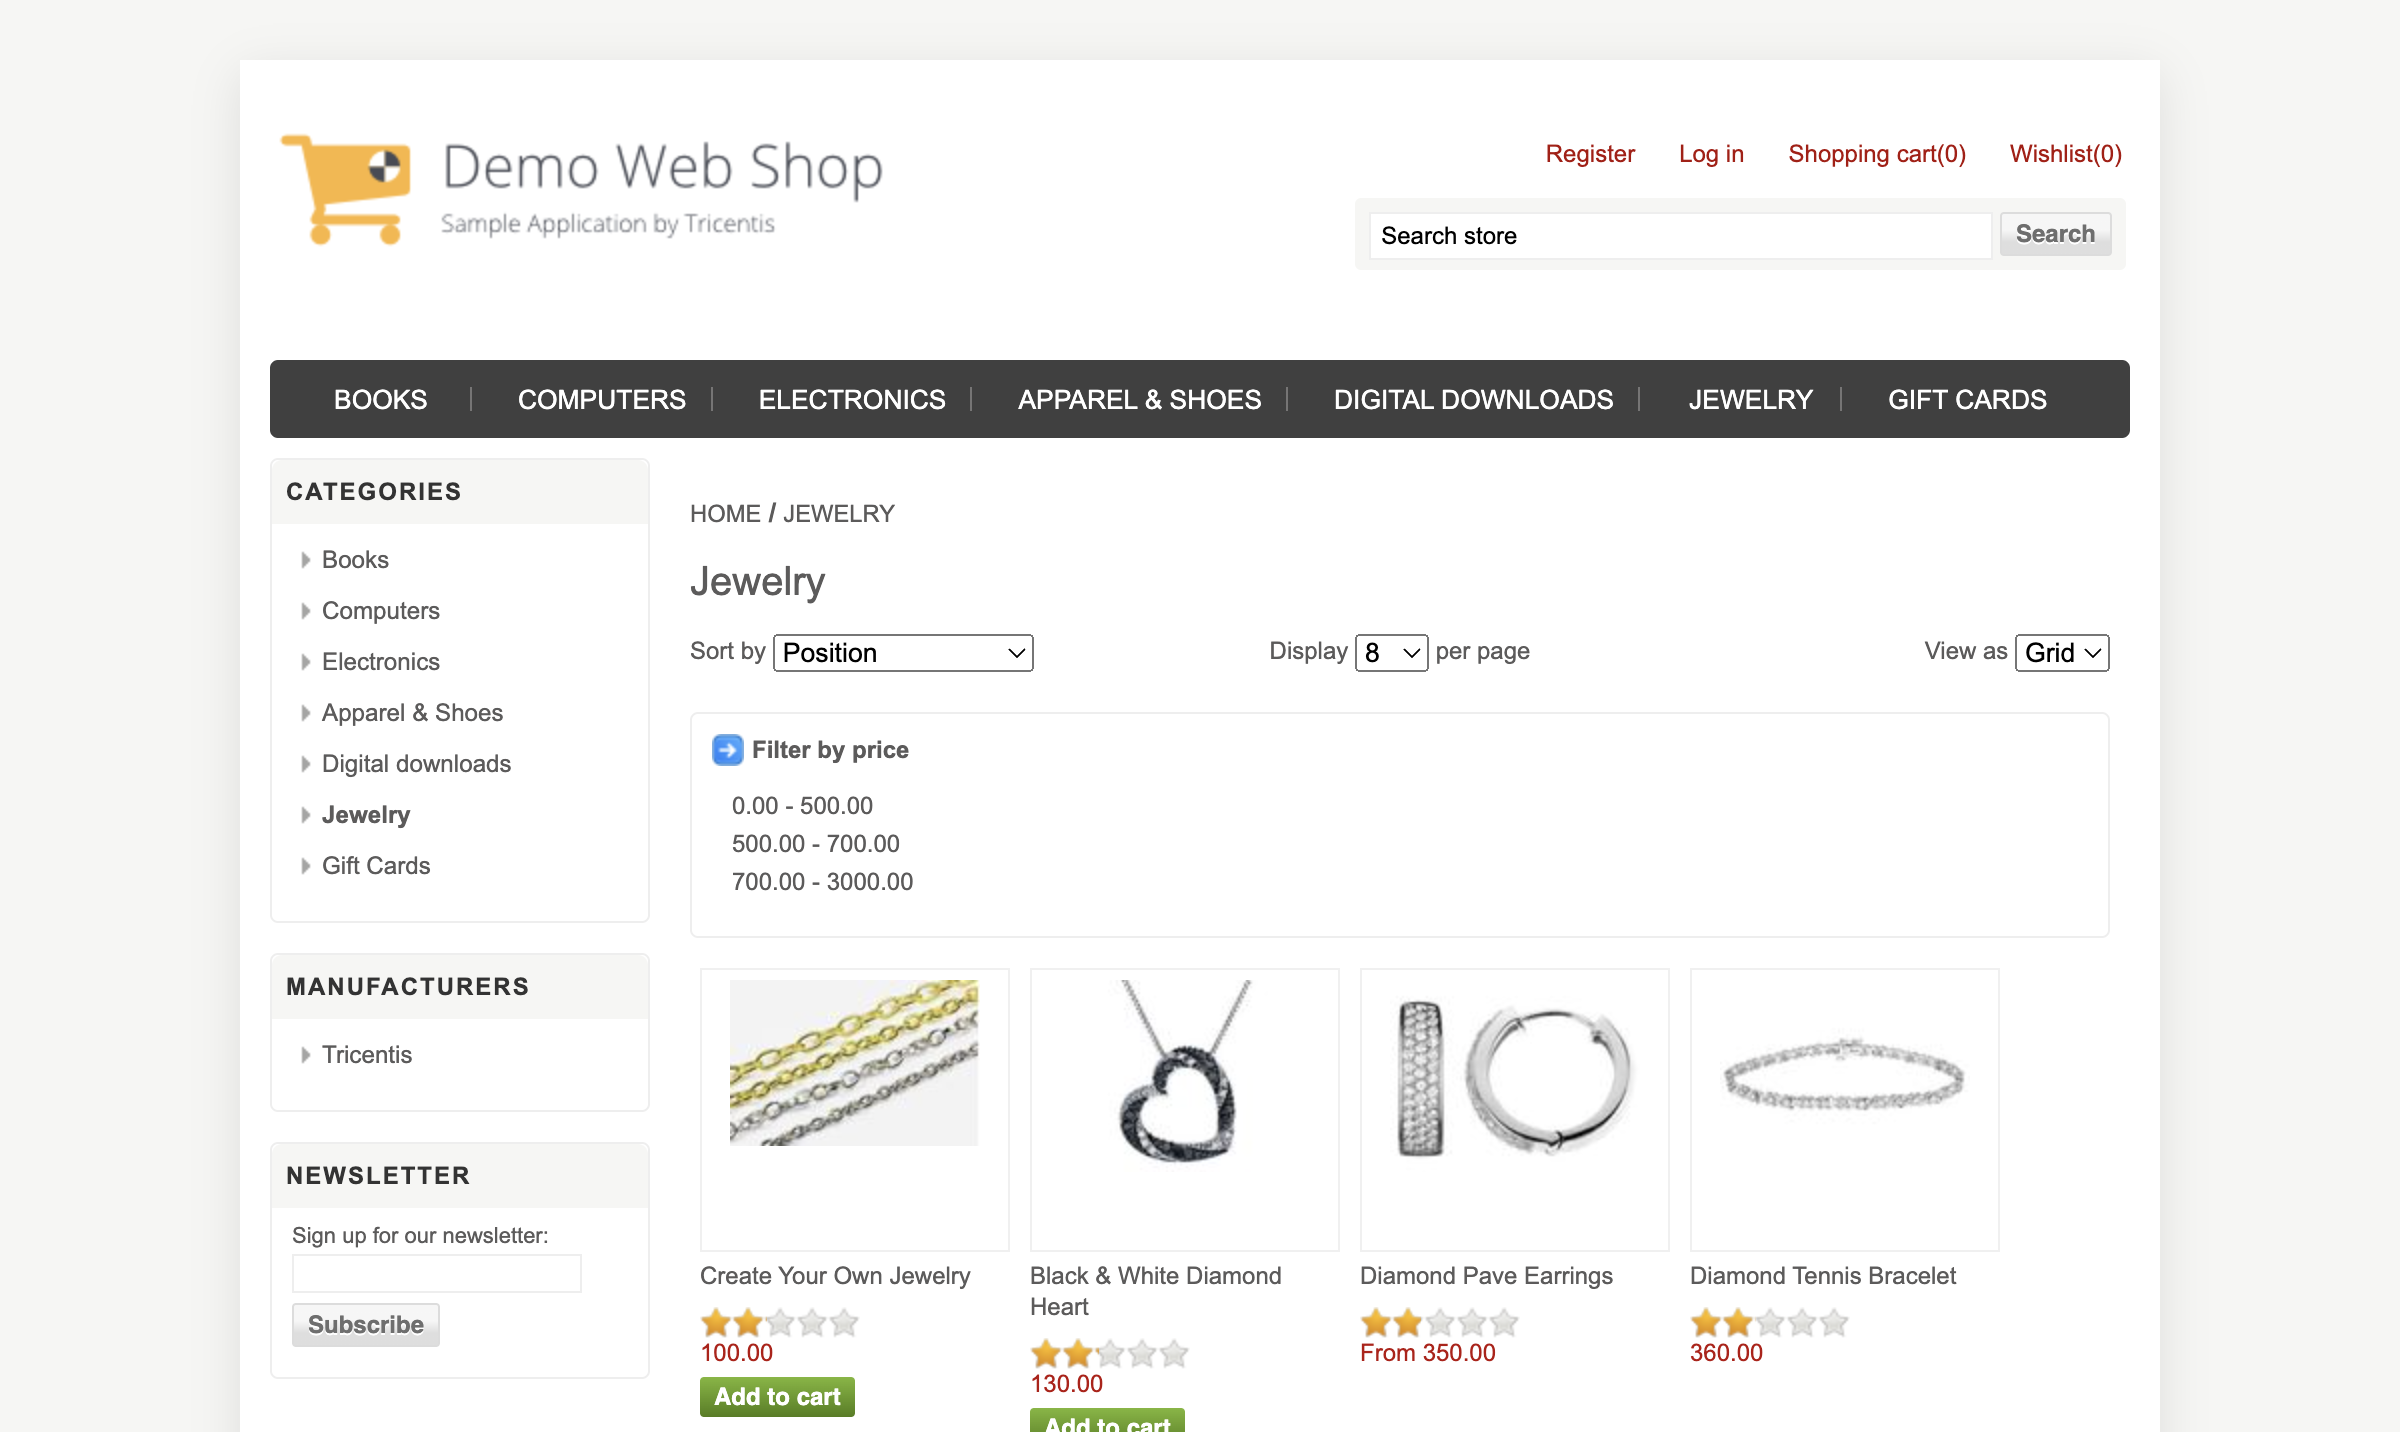 Demo Web Shop
Sample Application by Tricentis
Register Log in Shopping cart(0) Wishlist(0)
Search store Search
BOOKS COMPUTERS ELECTRONICS APPAREL & SHOES DIGITAL DOWNLOADS JEWELRY GIFT CARDS
CATEGORIES
Books
Computers
Electronics
Apparel & Shoes
Digital downloads
Jewelry
Gift Cards
MANUFACTURERS
Tricentis
NEWSLETTER
Sign up for our newsletter:
Subscribe
HOME / JEWELRY
Jewelry
Sort by Position Display 8 per page View as Grid
Filter by price
0.00 - 500.00
500.00 - 700.00
700.00 - 3000.00
Create Your Own Jewelry
100.00
Add to cart
Black & White Diamond
Heart
130.00
Add to cart
Diamond Pave Earrings
From 350.00
Diamond Tennis Bracelet
360.00